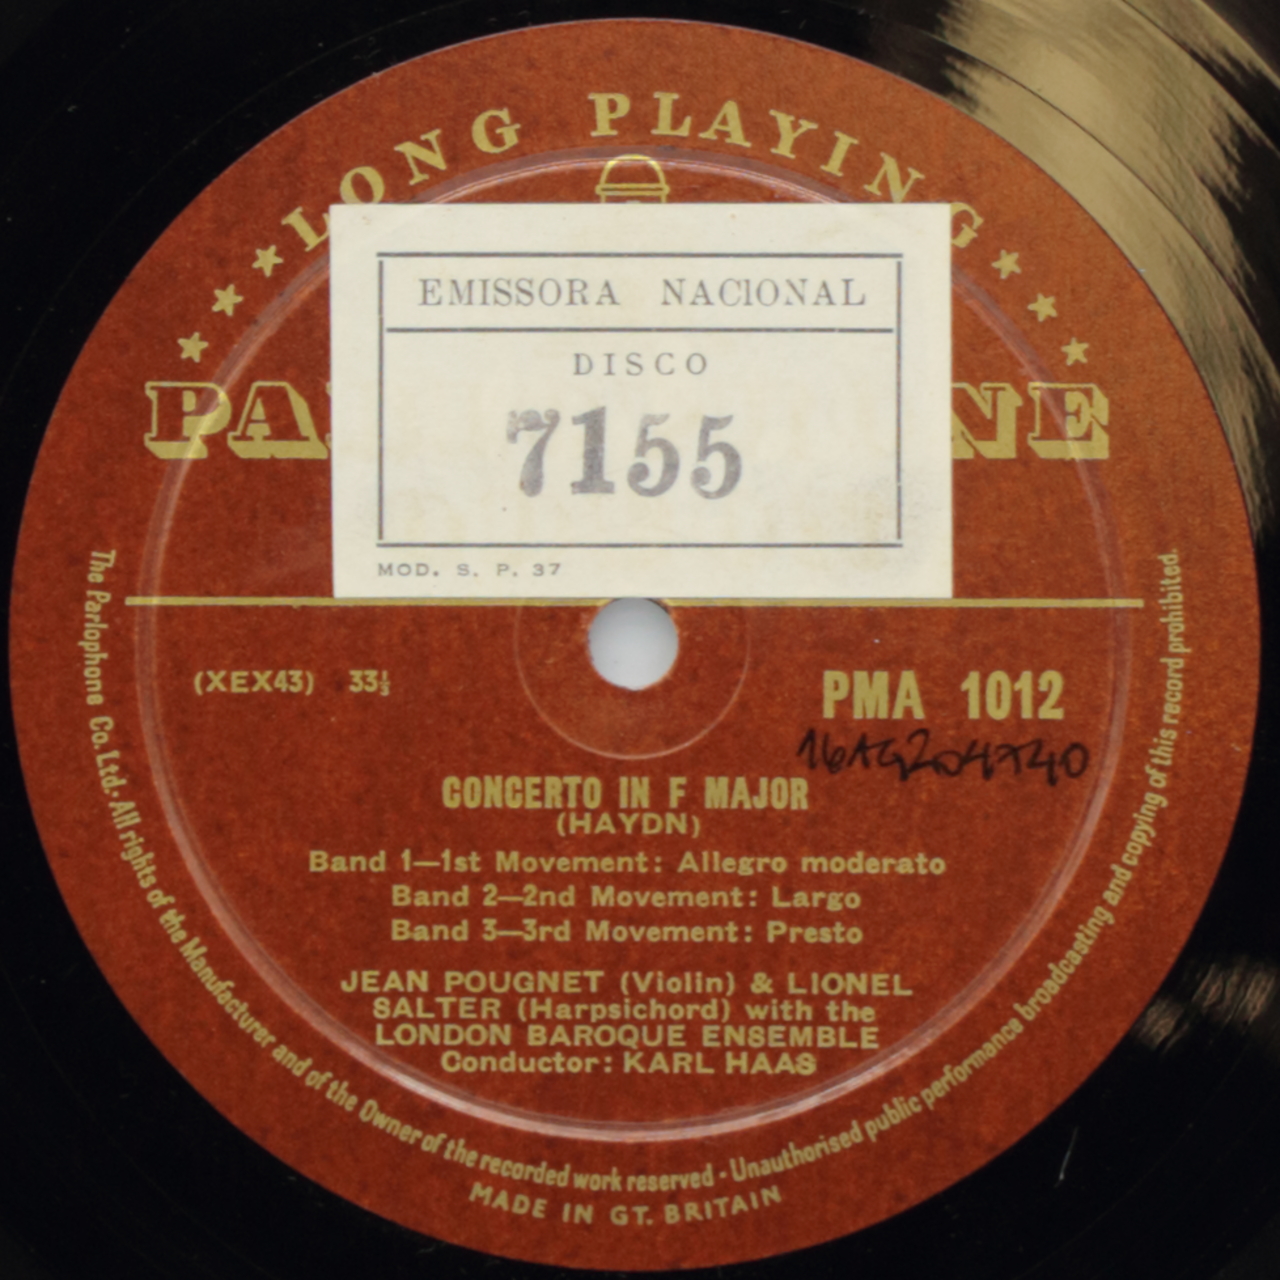 LONG PLAYING
EMISSORA NACIONAL
DISCO
7155
MOD. S. P. 37
(XEX43) 33⅓
PMA 1012
CONCERTO IN F MAJOR
(HAYDN)
Band 1—1st Movement: Allegro moderato
Band 2—2nd Movement: Largo
Band 3—3rd Movement: Presto
JEAN POUGNET (Violin) & LIONEL
SALTER (Harpsichord) with the
LONDON BAROQUE ENSEMBLE
Conductor: KARL HAAS
The Parlophone Co. Ltd. All rights of the Manufacturer and of the Owner of the recorded work reserved - Unauthorised public performance broadcasting and copying of this record prohibited.
MADE IN GT. BRITAIN